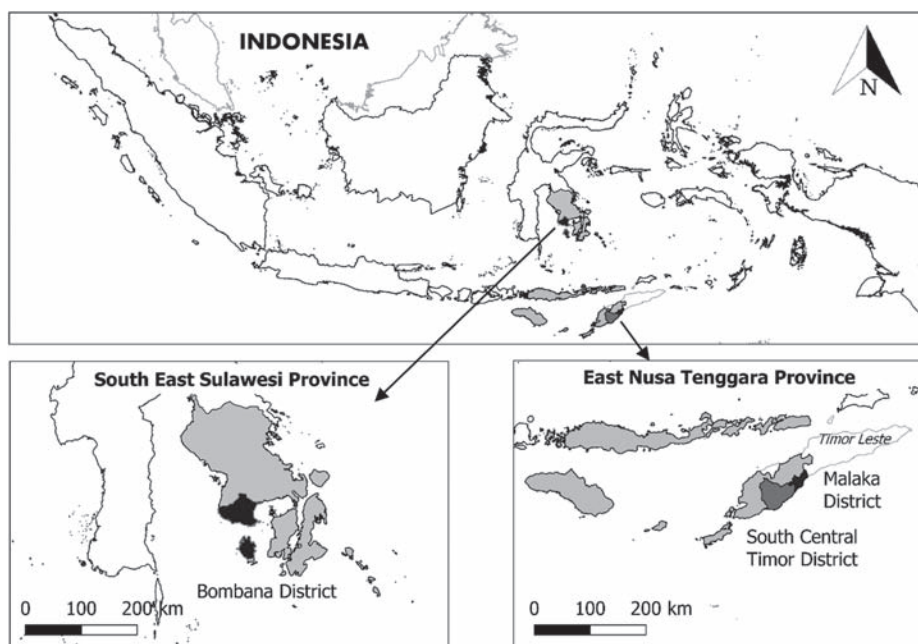 INDONESIA
N
South East Sulawesi Province
Bombana District
0 100 200 km
East Nusa Tenggara Province
Timor Leste
Malaka
District
South Central
Timor District
0 100 200 km